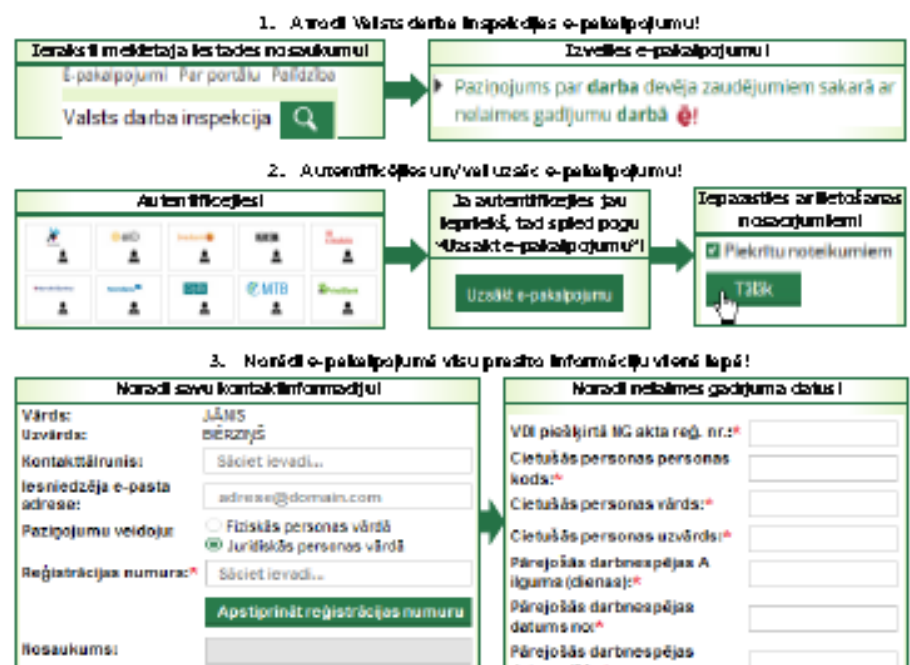 1. Atrodi Valsts darba inspekcijas e-pakalpojumu!
Ieraksti meklētāja iestādes nosaukumu!
E-pakalpojumi Par portālu Palīdzība
Valsts darba inspekcija
Izvēlies e-pakalpojumu!
Paziņojums par darba devēja zaudējumiem sakarā ar
nelaimes gadījumu darbā ē!
2. Autentificējies un/vai uzsāc e-pakalpojumu!
Autentificējies!
eID
MTB
Ja autentificējies jau
iepriekš, tad spied pogu
"Uzsākt e-pakalpojumu"!
Uzsākt e-pakalpojumu
Iepazīsties ar lietošanas
nosacījumiem!
Piekrītu noteikumiem
Tālāk
3. Norādi e-pakalpojumā visu prasīto informāciju vienā lapā!
Norādi savu kontaktinformāciju!
Vārds: JĀNIS
Uzvārds: BĒRZIŅŠ
Kontakttālrunis: Sāciet ievadi...
Iesniedzēja e-pasta
adrese: adrese@domain.com
Paziņojumu veidoju: Fiziskās personas vārdā
Juridiskās personas vārdā
Reģistrācijas numurs:* Sāciet ievadi...
Apstiprināt reģistrācijas numuru
Nosaukums:
Norādi nelaimes gadījuma datus!
VDI piešķirtā NG akta reģ. nr.:*
Cietušās personas personas
kods:*
Cietušās personas vārds:*
Cietušās personas uzvārds:*
Pārejošās darbnespējas A
ilgums (dienas):*
Pārejošās darbnespējas
datums no:*
Pārejošās darbnespējas